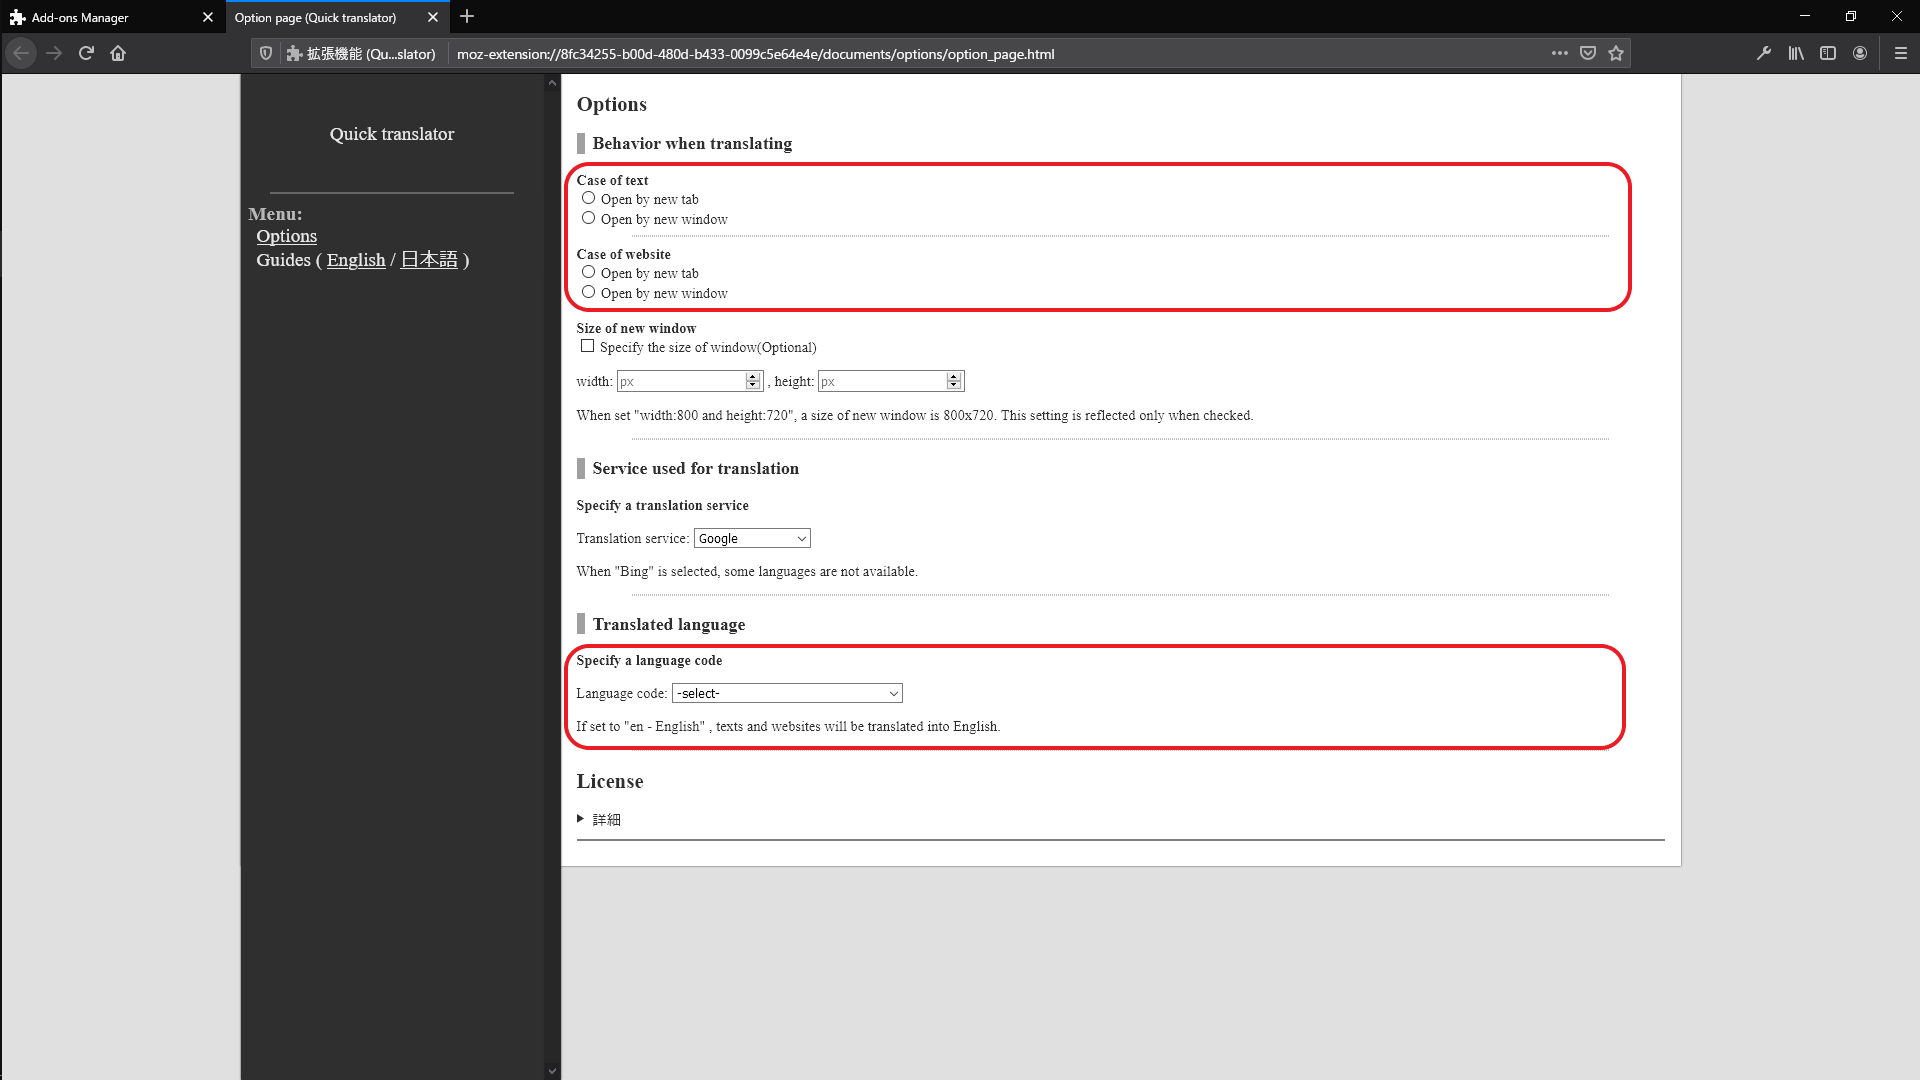 Add-ons Manager
Option page (Quick translator)
拡張機能 (Qu...slator)
moz-extension://8fc34255-b00d-480d-b433-0099c5e64e4e/documents/options/option_page.html
Quick translator
Menu:
Options
Guides ( English / 日本語 )
Options
Behavior when translating
Case of text
Open by new tab
Open by new window
Case of website
Open by new tab
Open by new window
Size of new window
Specify the size of window(Optional)
width: px , height: px
When set "width:800 and height:720", a size of new window is 800x720. This setting is reflected only when checked.
Service used for translation
Specify a translation service
Translation service: Google
When "Bing" is selected, some languages are not available.
Translated language
Specify a language code
Language code: -select-
If set to "en - English" , texts and websites will be translated into English.
License
詳細